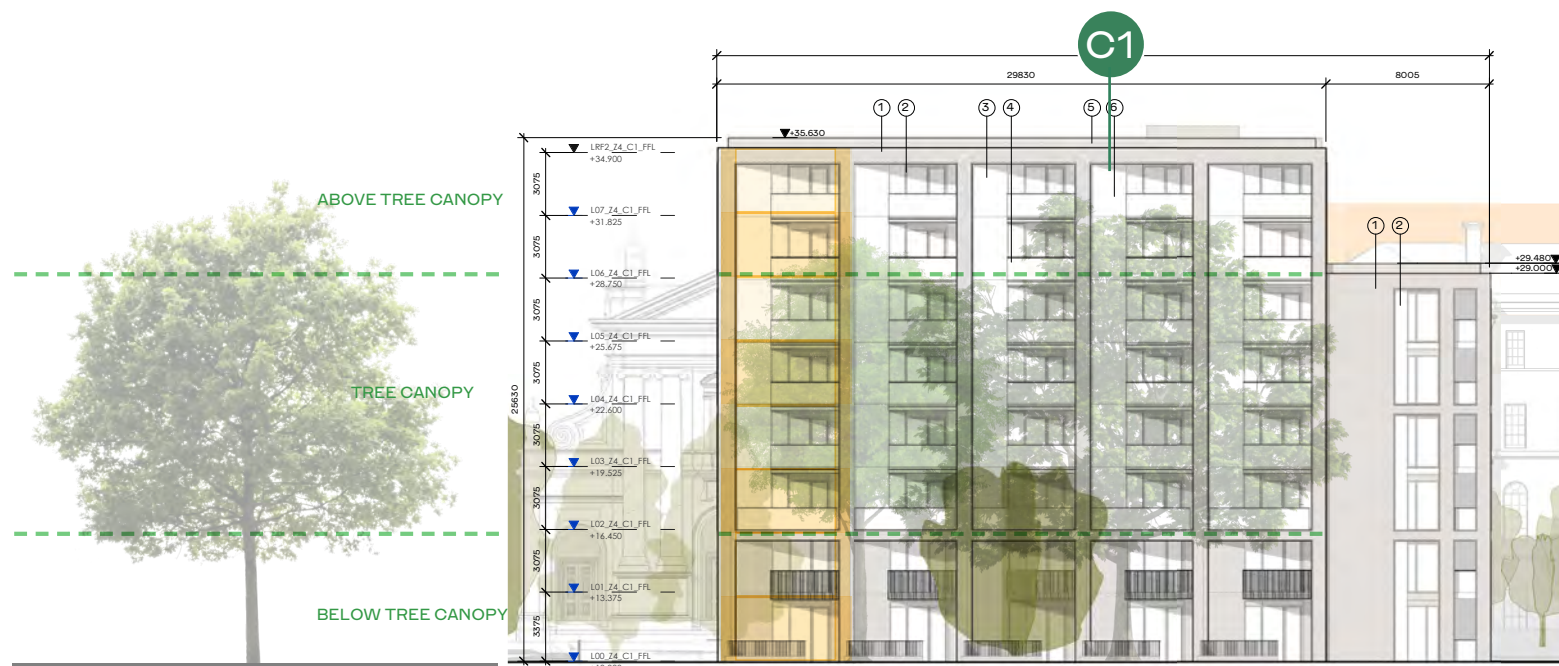 C1
29830
8005
1 2 3 4 5 6
+35.630
LRF2_Z4_C1_FFL
+34.900
3075
ABOVE TREE CANOPY
L07_Z4_C1_FFL
+31.825
1 2
3075
+29.480
+29.000
L06_Z4_C1_FFL
+28.750
3075
L05_Z4_C1_FFL
+25.675
3075
TREE CANOPY
25630
L04_Z4_C1_FFL
+22.600
3075
L03_Z4_C1_FFL
+19.525
3075
L02_Z4_C1_FFL
+16.450
3075
L01_Z4_C1_FFL
+13.375
BELOW TREE CANOPY
3375
L00_Z4_C1_FFL